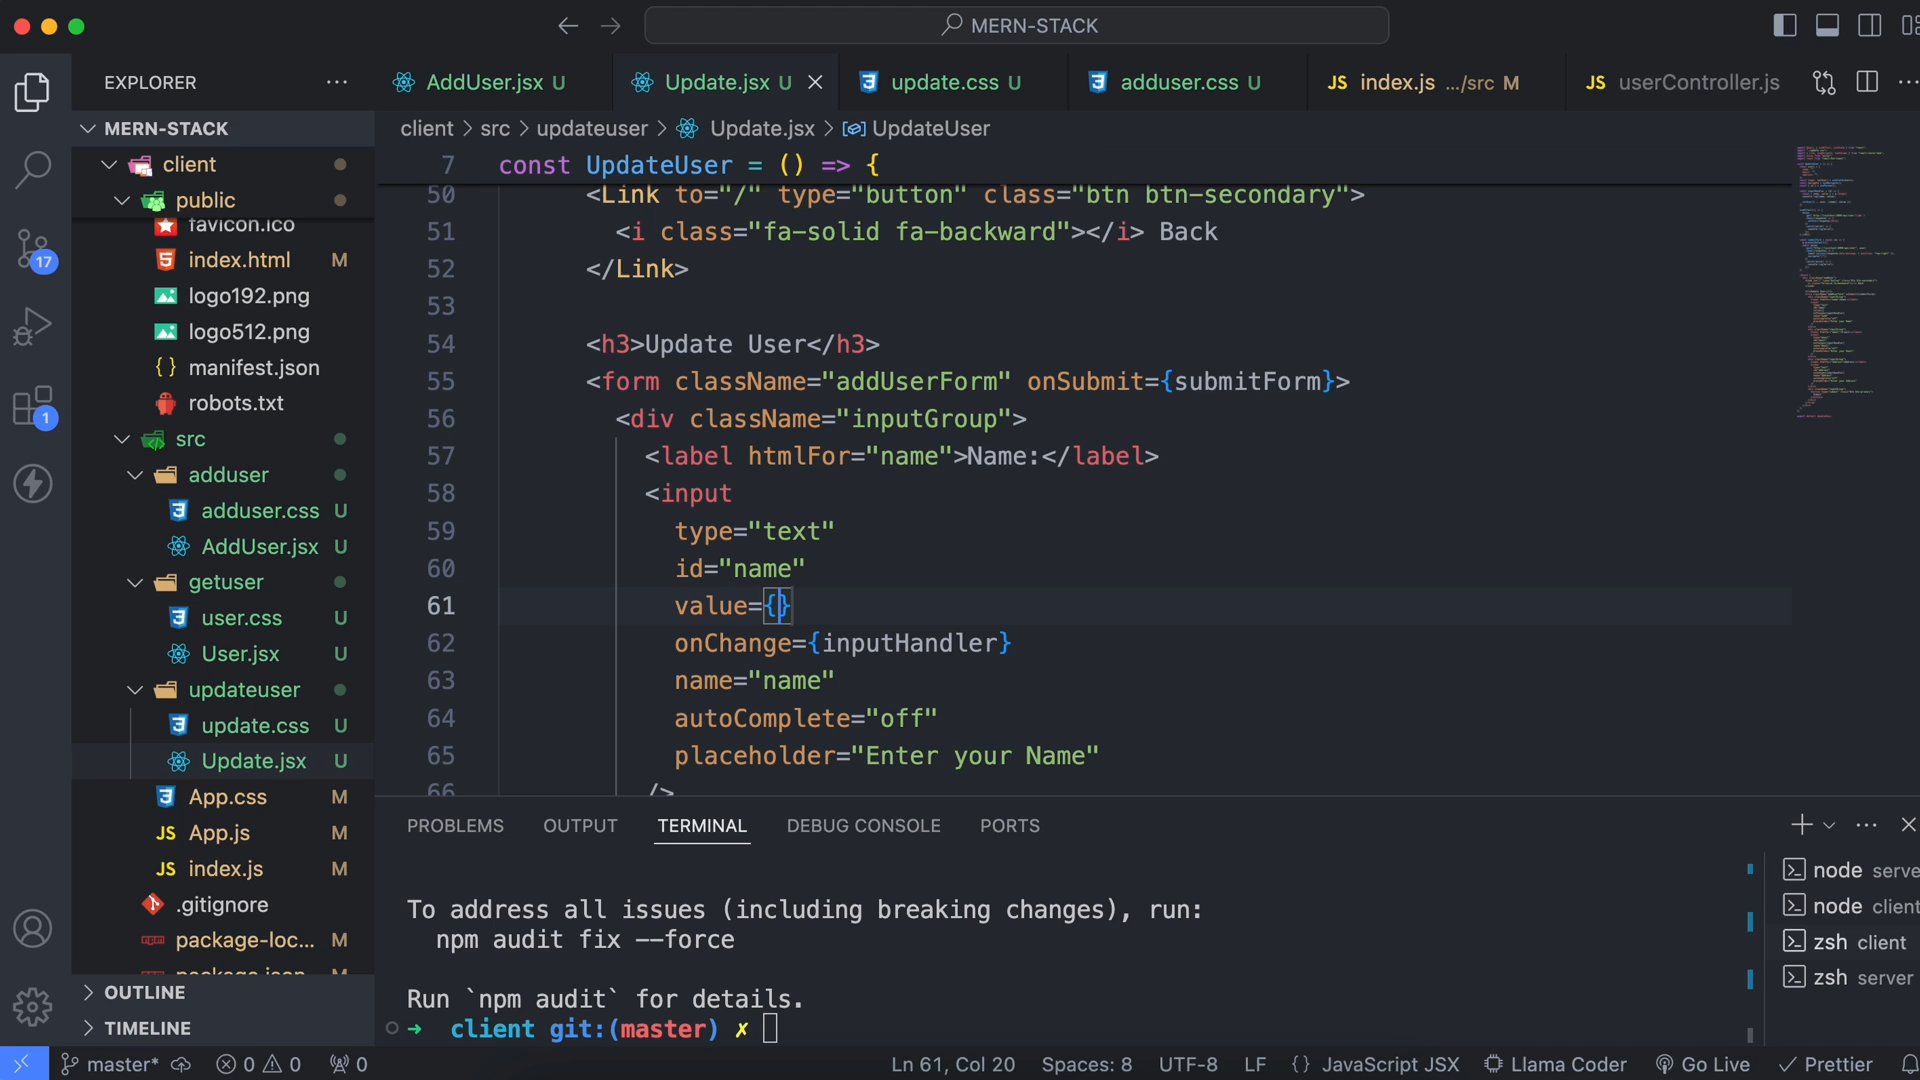 MERN-STACK
EXPLORER
AddUser.jsx U
Update.jsx U
update.css U
adduser.css U
JS index.js .../src M
JS userController.js
MERN-STACK
client
public
favicon.ico
index.html M
logo192.png
logo512.png
{} manifest.json
robots.txt
src
adduser
adduser.css U
AddUser.jsx U
getuser
user.css U
User.jsx U
updateuser
update.css U
Update.jsx U
App.css M
JS App.js M
JS index.js M
.gitignore
package-loc... M
package.json M
OUTLINE
TIMELINE
17
1
client > src > updateuser > Update.jsx > UpdateUser
7 const UpdateUser = () => {
50 <Link to="/" type="button" class="btn btn-secondary">
51 <i class="fa-solid fa-backward"></i> Back
52 </Link>
53
54 <h3>Update User</h3>
55 <form className="addUserForm" onSubmit={submitForm}>
56 <div className="inputGroup">
57 <label htmlFor="name">Name:</label>
58 <input
59 type="text"
60 id="name"
61 value={}
62 onChange={inputHandler}
63 name="name"
64 autoComplete="off"
65 placeholder="Enter your Name"
66 />
PROBLEMS OUTPUT TERMINAL DEBUG CONSOLE PORTS
To address all issues (including breaking changes), run:
npm audit fix --force
Run `npm audit` for details.
➜ client git:(master) ✗
node serve
node client
zsh client
zsh server
master* 0 0 0
Ln 61, Col 20 Spaces: 8 UTF-8 LF {} JavaScript JSX Llama Coder Go Live Prettier